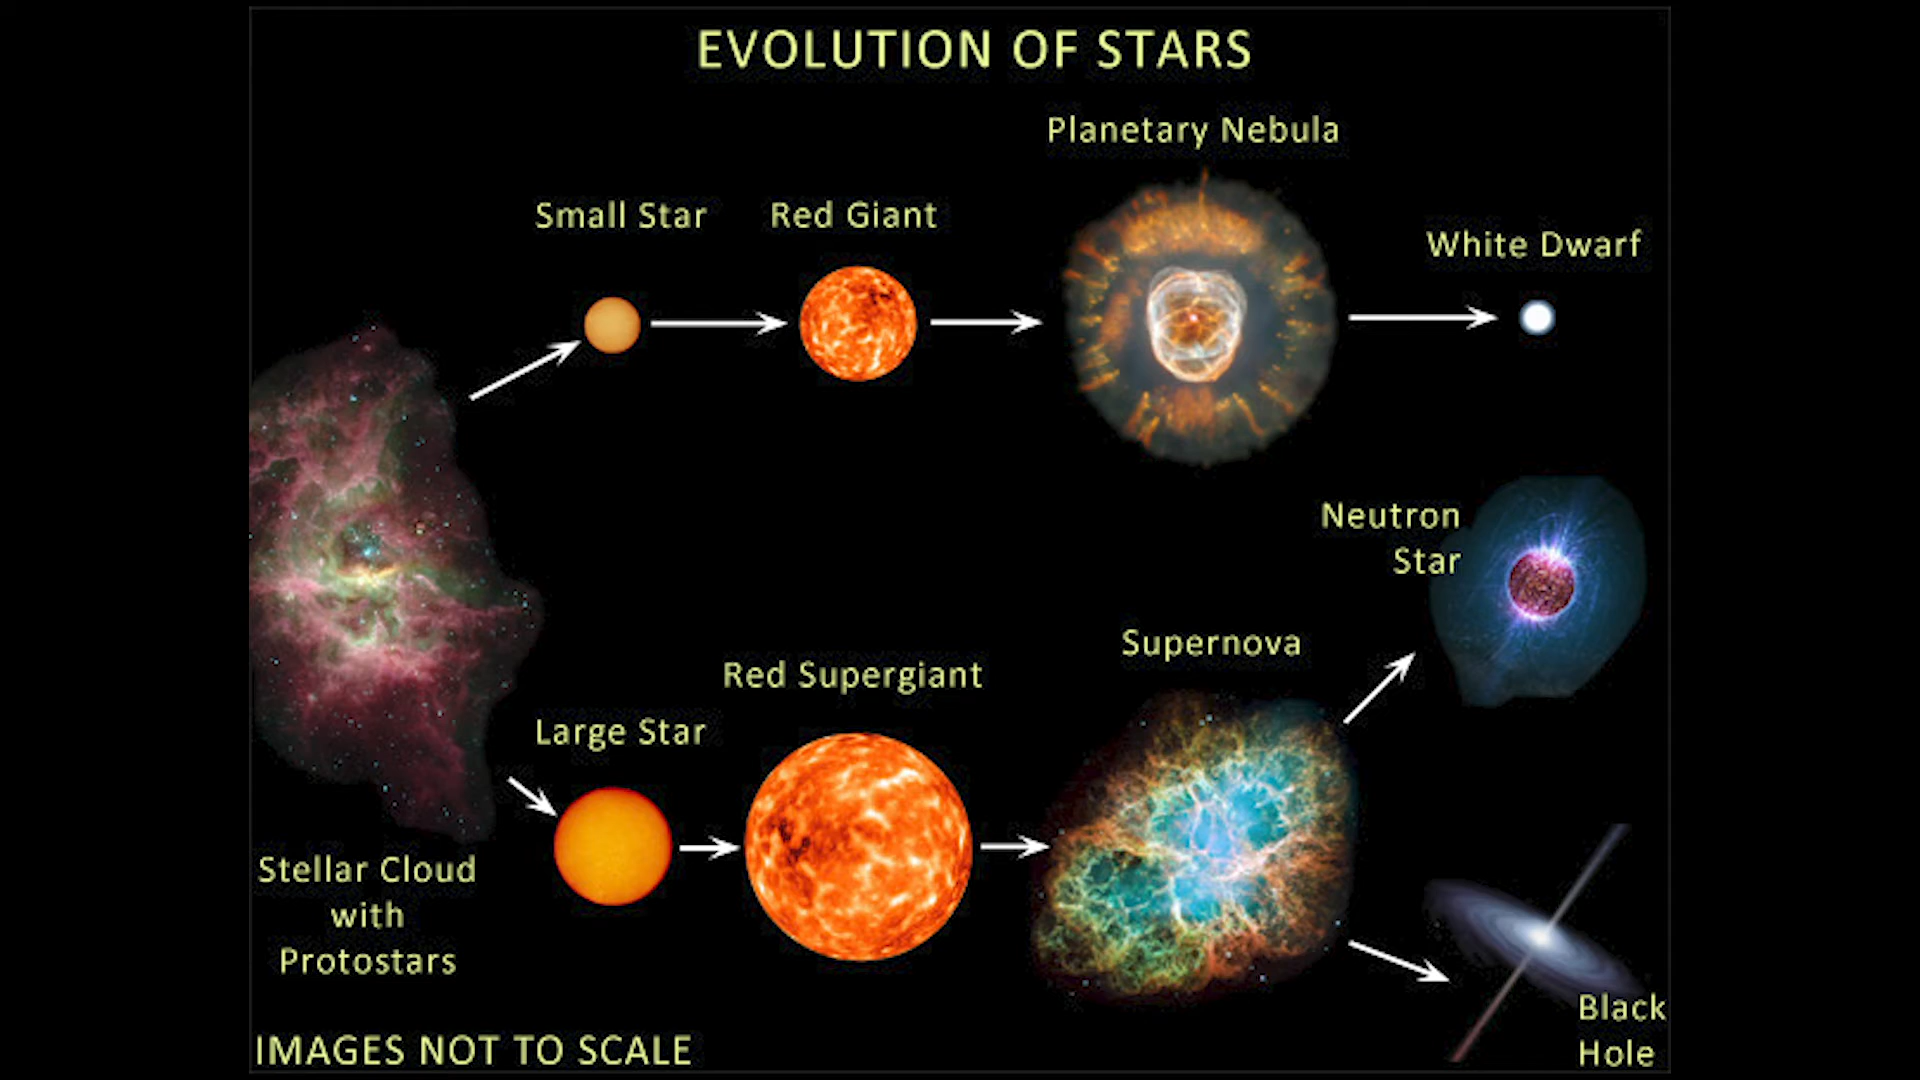 EVOLUTION OF STARS
Planetary Nebula
Small Star
Red Giant
White Dwarf
Neutron
Star
Supernova
Red Supergiant
Large Star
Stellar Cloud
with
Protostars
Black
Hole
IMAGES NOT TO SCALE